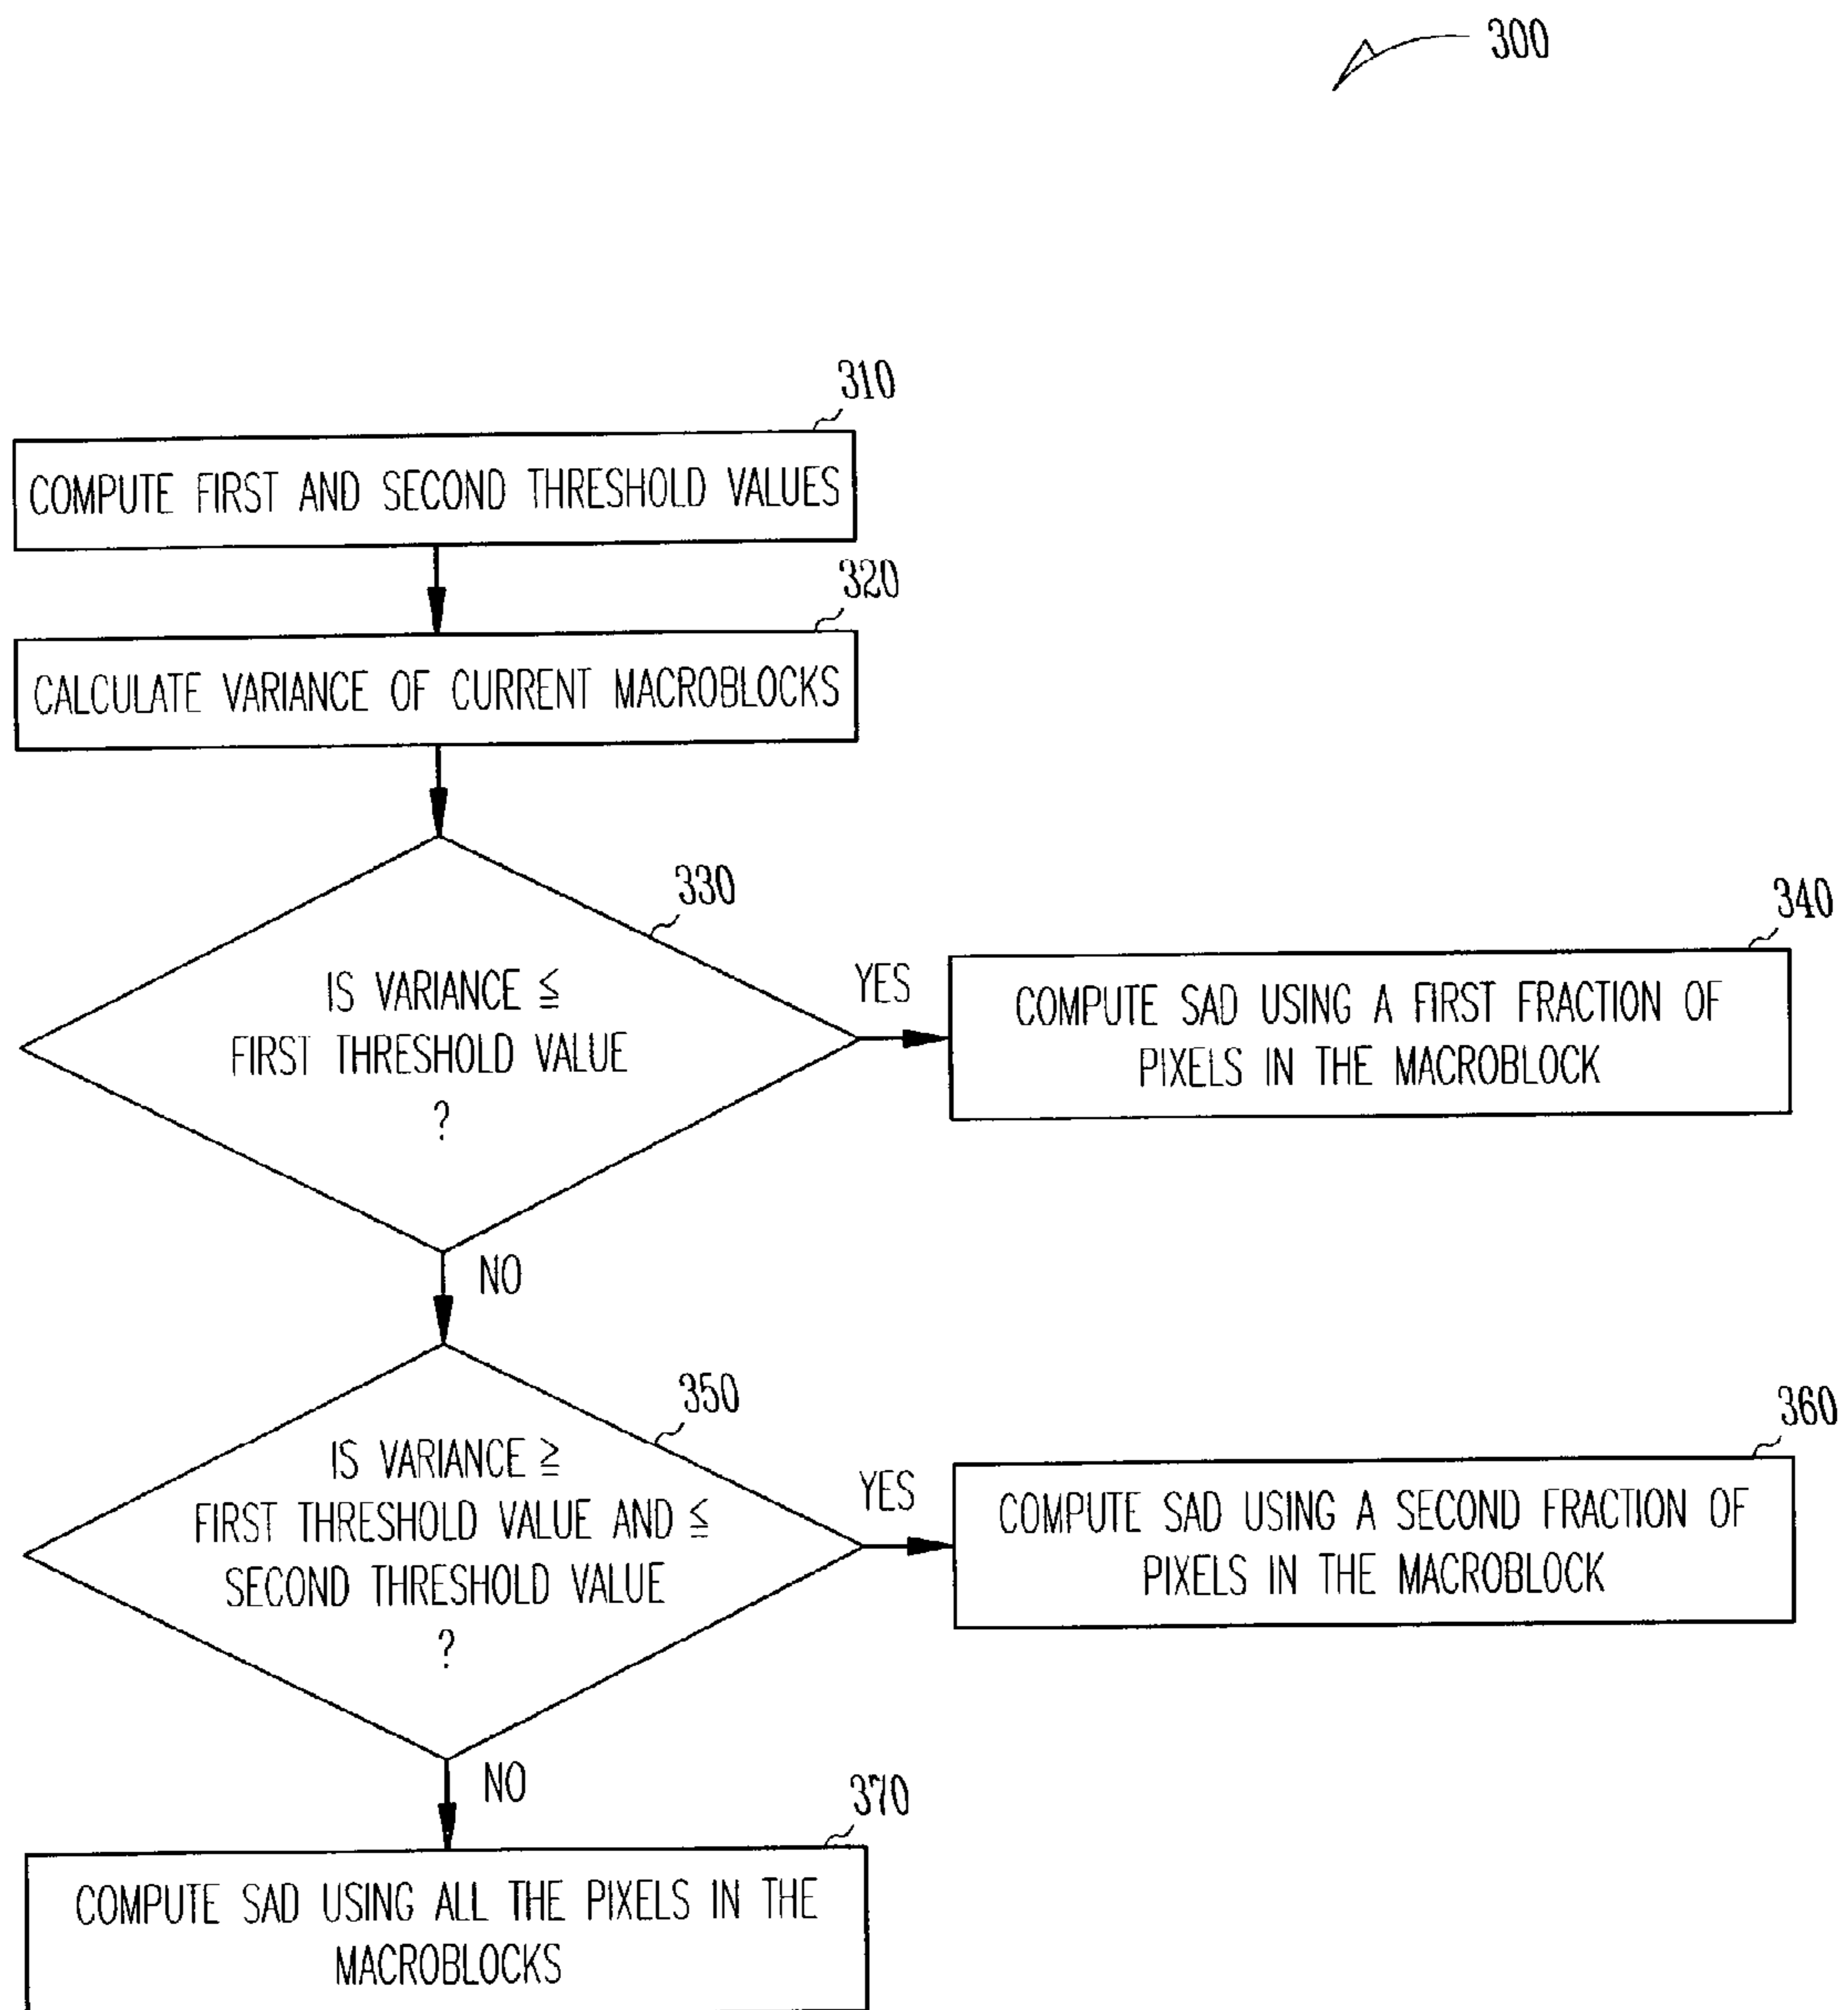 300
310
COMPUTE FIRST AND SECOND THRESHOLD VALUES
320
CALCULATE VARIANCE OF CURRENT MACROBLOCKS
330
IS VARIANCE ≦
FIRST THRESHOLD VALUE
?
YES
340
COMPUTE SAD USING A FIRST FRACTION OF
PIXELS IN THE MACROBLOCK
NO
350
IS VARIANCE ≧
FIRST THRESHOLD VALUE AND ≦
SECOND THRESHOLD VALUE
?
YES
360
COMPUTE SAD USING A SECOND FRACTION OF
PIXELS IN THE MACROBLOCK
NO
370
COMPUTE SAD USING ALL THE PIXELS IN THE
MACROBLOCKS